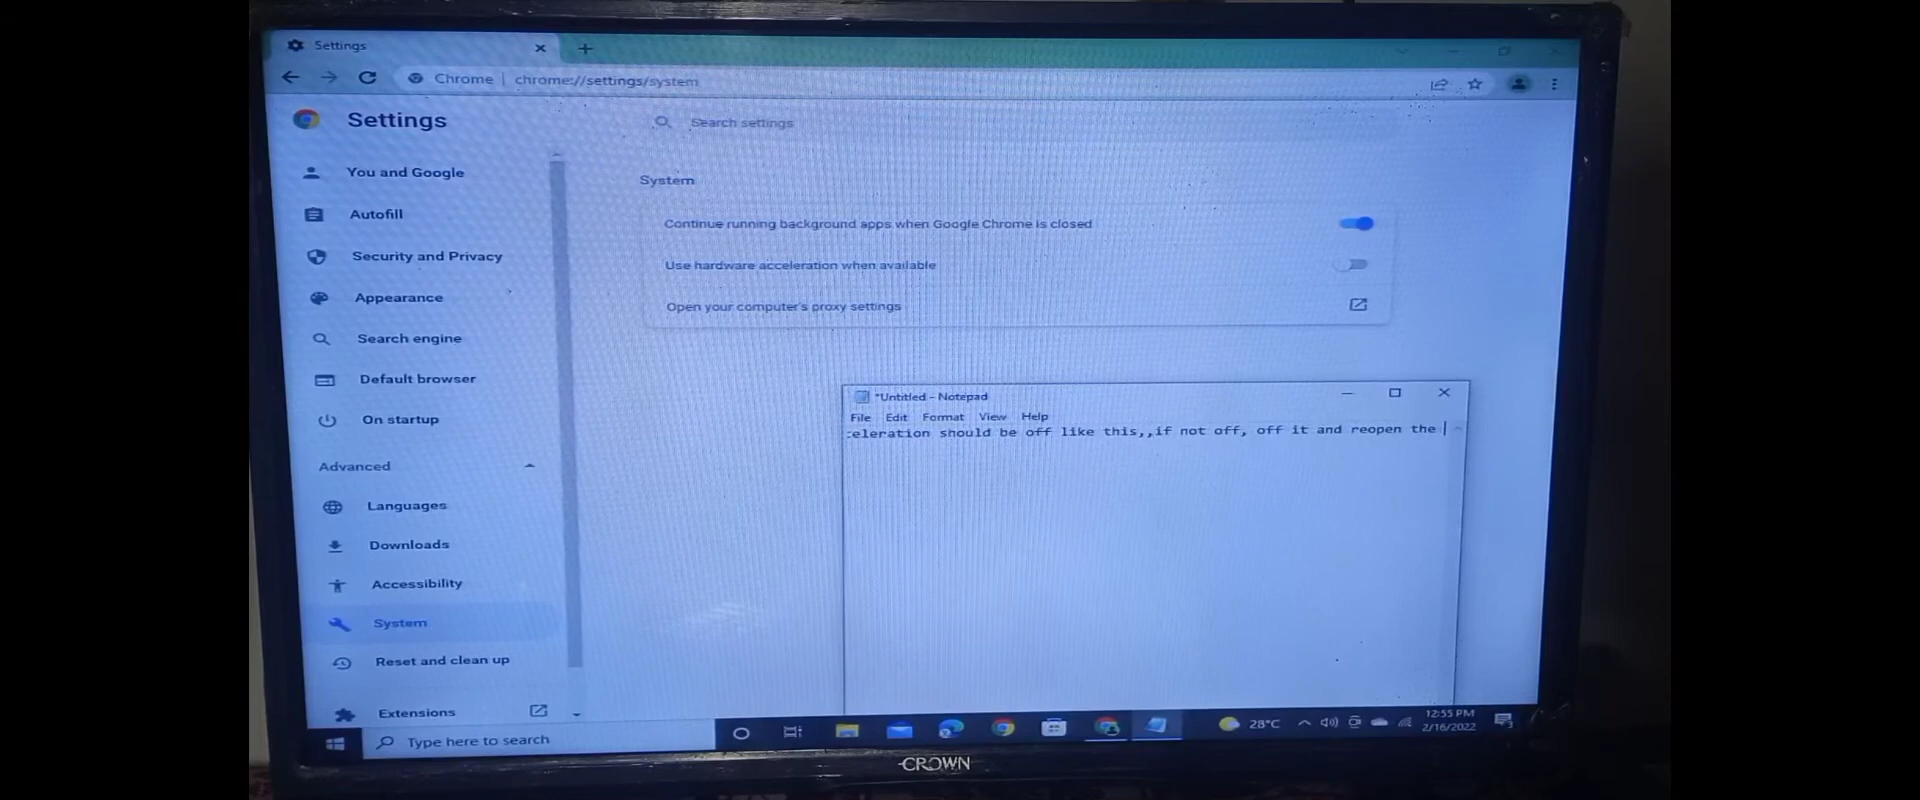 Settings
Chrome | chrome://settings/system
Settings
Search settings
You and Google
Autofill
Security and Privacy
Appearance
Search engine
Default browser
On startup
Advanced
Languages
Downloads
Accessibility
System
Reset and clean up
Extensions
System
Continue running background apps when Google Chrome is closed
Use hardware acceleration when available
Open your computer's proxy settings
*Untitled - Notepad
File Edit Format View Help
:eleration should be off like this,,if not off, off it and reopen the
Type here to search
28°C
12:55 PM
2/16/2022
CROWN